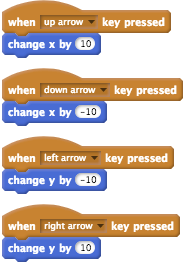 when up arrow key pressed
change x by 10
when down arrow key pressed
change x by -10
when left arrow key pressed
change y by -10
when right arrow key pressed
change y by 10